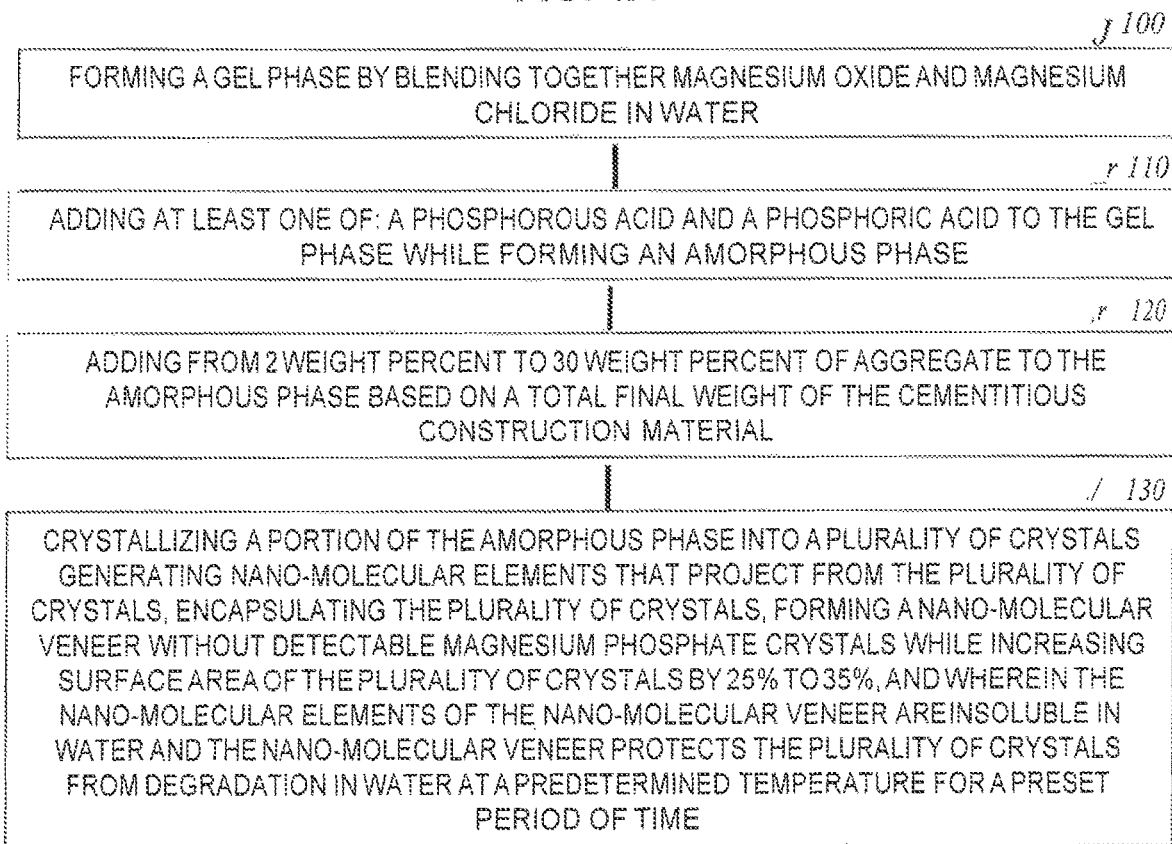 100
FORMING A GEL PHASE BY BLENDING TOGETHER MAGNESIUM OXIDE AND MAGNESIUM
CHLORIDE IN WATER
110
ADDING AT LEAST ONE OF: A PHOSPHOROUS ACID AND A PHOSPHORIC ACID TO THE GEL
PHASE WHILE FORMING AN AMORPHOUS PHASE
120
ADDING FROM 2 WEIGHT PERCENT TO 30 WEIGHT PERCENT OF AGGREGATE TO THE
AMORPHOUS PHASE BASED ON A TOTAL FINAL WEIGHT OF THE CEMENTITIOUS
CONSTRUCTION MATERIAL
130
CRYSTALLIZING A PORTION OF THE AMORPHOUS PHASE INTO A PLURALITY OF CRYSTALS
GENERATING NANO-MOLECULAR ELEMENTS THAT PROJECT FROM THE PLURALITY OF
CRYSTALS, ENCAPSULATING THE PLURALITY OF CRYSTALS, FORMING A NANO-MOLECULAR
VENEER WITHOUT DETECTABLE MAGNESIUM PHOSPHATE CRYSTALS WHILE INCREASING
SURFACE AREA OF THE PLURALITY OF CRYSTALS BY 25% TO 35%, AND WHEREIN THE
NANO-MOLECULAR ELEMENTS OF THE NANO-MOLECULAR VENEER ARE INSOLUBLE IN
WATER AND THE NANO-MOLECULAR VENEER PROTECTS THE PLURALITY OF CRYSTALS
FROM DEGRADATION IN WATER AT A PREDETERMINED TEMPERATURE FOR A PRESET
PERIOD OF TIME